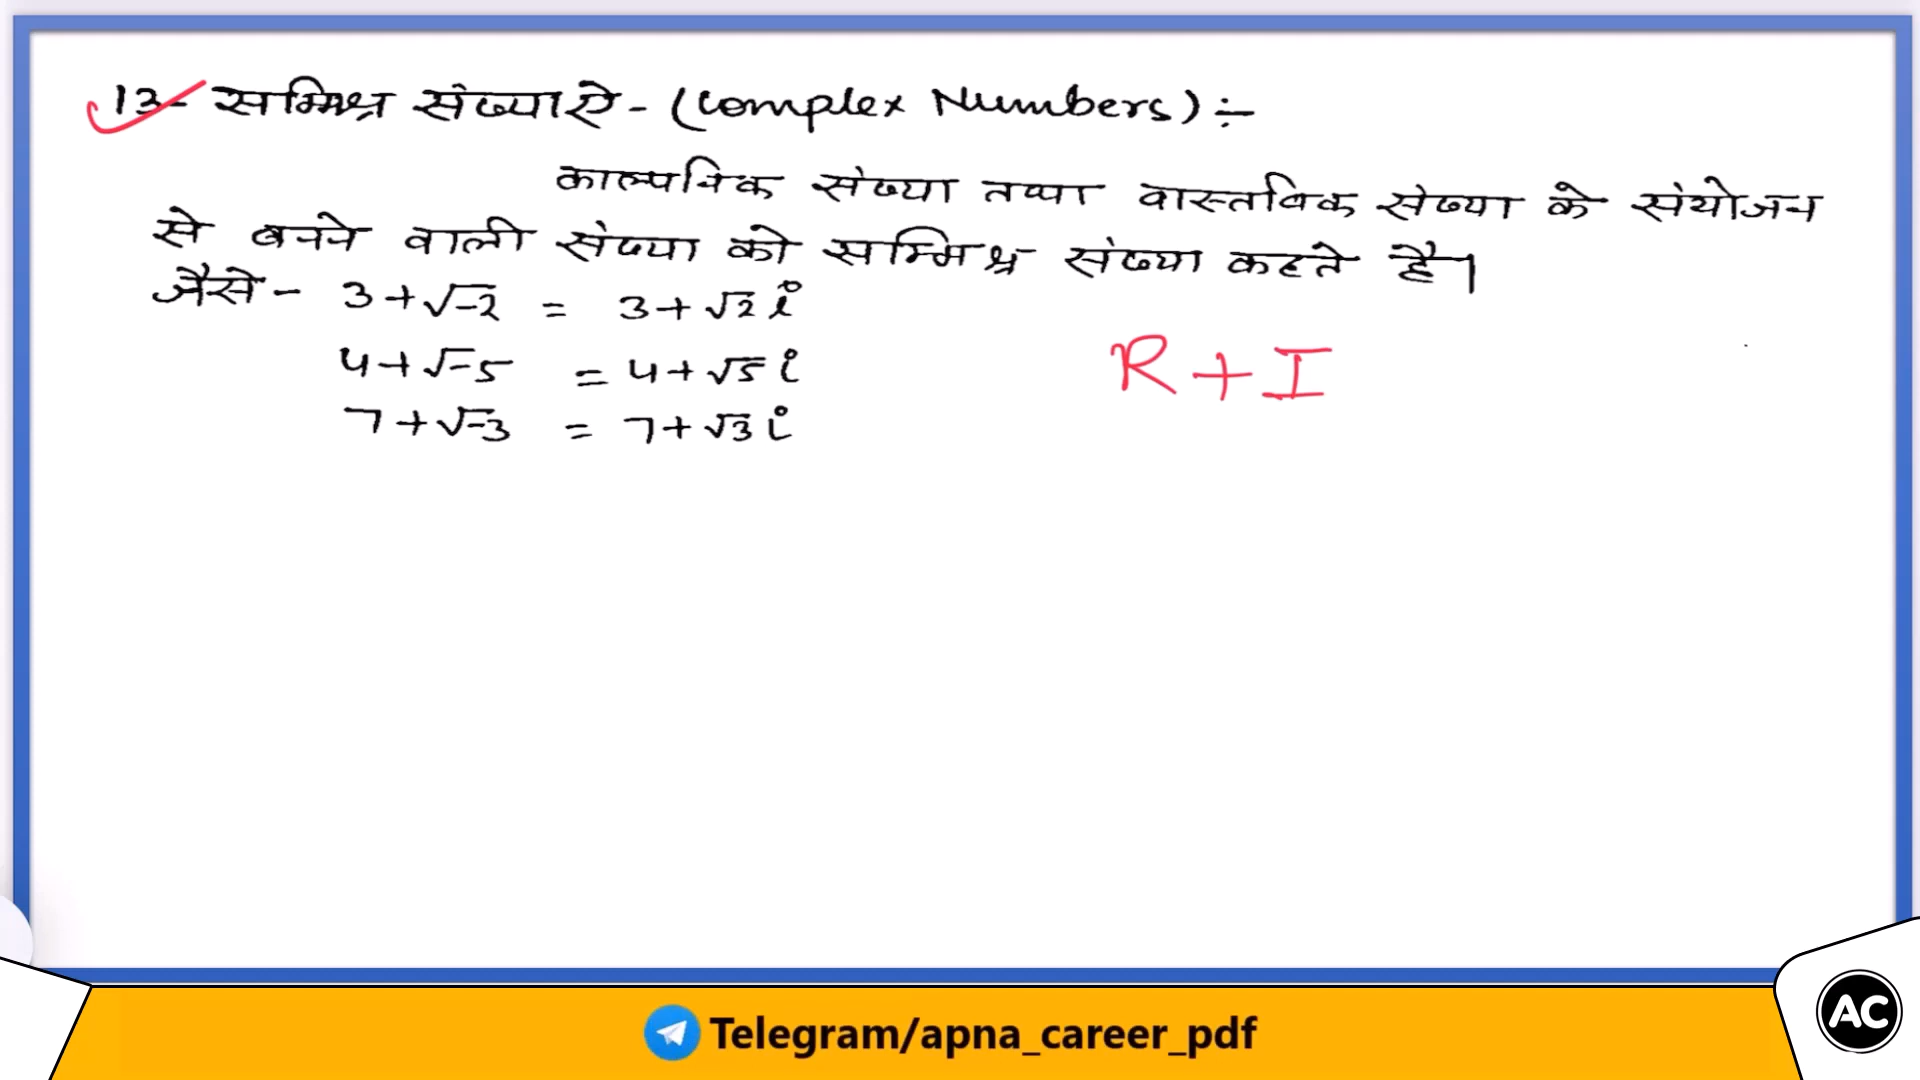 13- सम्मिश्र संख्याऐ - (Complex Numbers) :-
काल्पनिक संख्या तथा वास्तविक संख्या के संयोजन
से बनने वाली संख्या को सम्मिश्र संख्या कहते है।
जैसे - 3+√-2 = 3+√2 i
4+√-5 = 4+√5 i
7+√-3 = 7+√3 i
R+I
Telegram/apna_career_pdf
AC